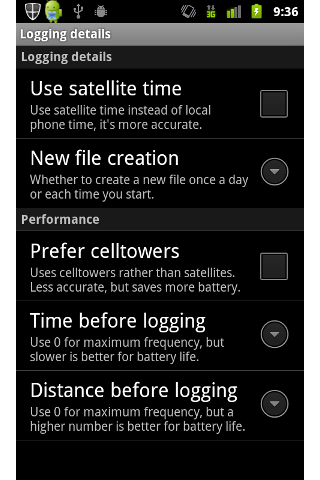 3G 9:36
Logging details
Logging details
Use satellite time
Use satellite time instead of local
phone time, it's more accurate.
New file creation
Whether to create a new file once a day
or each time you start.
Performance
Prefer celltowers
Uses celltowers rather than satellites.
Less accurate, but saves more battery.
Time before logging
Use 0 for maximum frequency, but
slower is better for battery life.
Distance before logging
Use 0 for maximum frequency, but a
higher number is better for battery life.